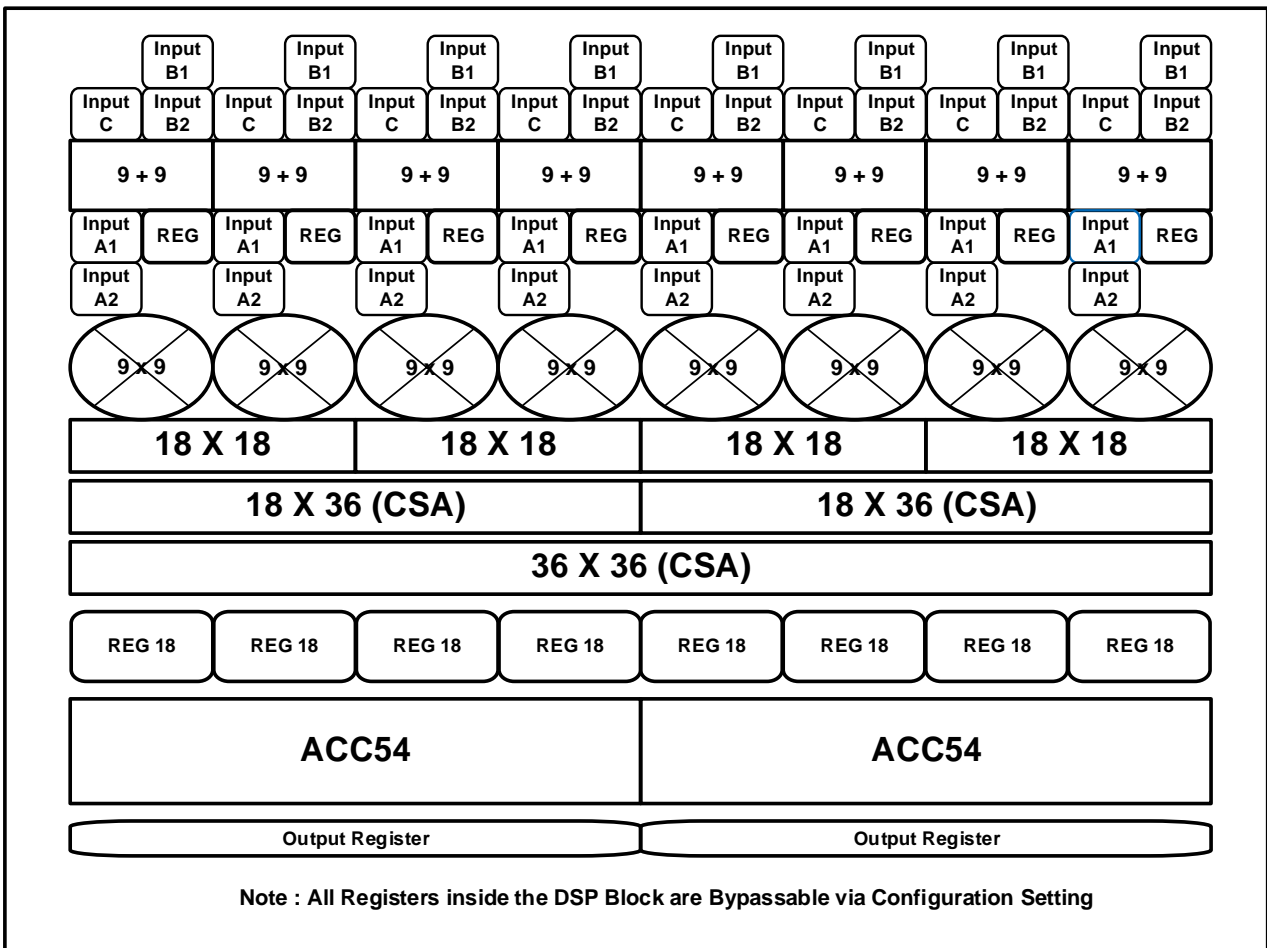 Input Input Input Input Input Input Input Input
B1 B1 B1 B1 B1 B1 B1 B1
Input Input Input Input Input Input Input Input Input Input Input Input Input Input Input Input
C B2 C B2 C B2 C B2 C B2 C B2 C B2 C B2
9 + 9 9 + 9 9 + 9 9 + 9 9 + 9 9 + 9 9 + 9 9 + 9
Input REG Input REG Input REG Input REG Input REG Input REG Input REG Input REG
A1 A1 A1 A1 A1 A1 A1 A1
Input Input Input Input Input Input Input Input
A2 A2 A2 A2 A2 A2 A2 A2
9 x 9 9 x 9 9 x 9 9 x 9 9 x 9 9 x 9 9 x 9 9 x 9
18 X 18 18 X 18 18 X 18 18 X 18
18 X 36 (CSA) 18 X 36 (CSA)
36 X 36 (CSA)
REG 18 REG 18 REG 18 REG 18 REG 18 REG 18 REG 18 REG 18
ACC54 ACC54
Output Register Output Register
Note : All Registers inside the DSP Block are Bypassable via Configuration Setting